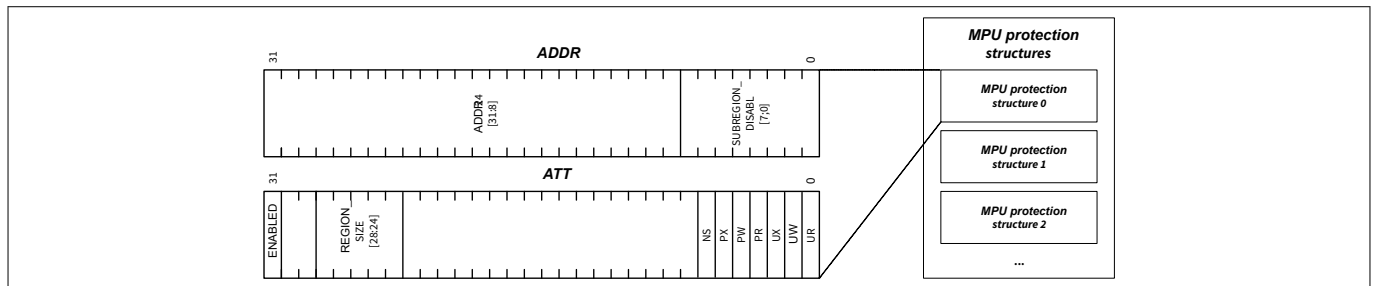 ADDR
31
0
ADDR24
[31:8]
SUBREGION_
DISABL
[7;0]
ATT
31
0
ENABLED
REGION_
SIZE
[28:24]
NS
PX
PW
PR
UX
UW
UR
MPU protection
structures
MPU protection
structure 0
MPU protection
structure 1
MPU protection
structure 2
...